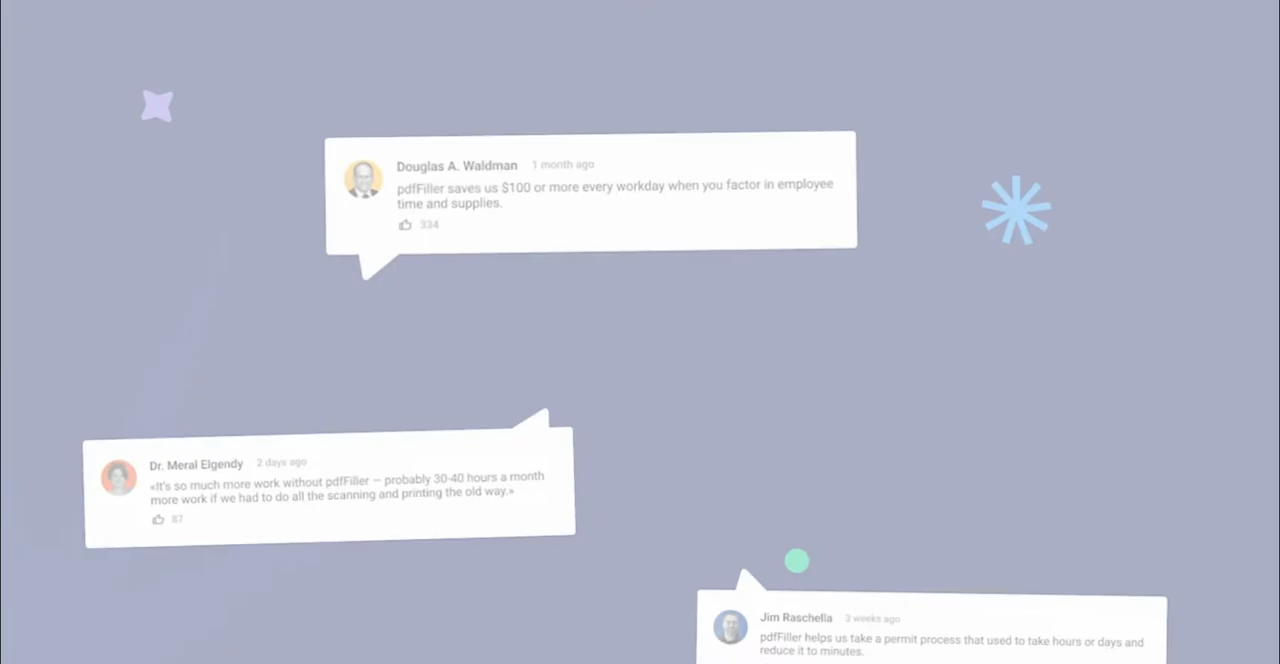 Douglas A. Waldman 1 month ago
pdfFiller saves us $100 or more every workday when you factor in employee
time and supplies.
334
Dr. Meral Elgendy 2 days ago
«It's so much more work without pdfFiller – probably 30-40 hours a month
more work if we had to do all the scanning and printing the old way.»
87
Jim Raschella 3 weeks ago
pdfFiller helps us take a permit process that used to take hours or days and
reduce it to minutes.